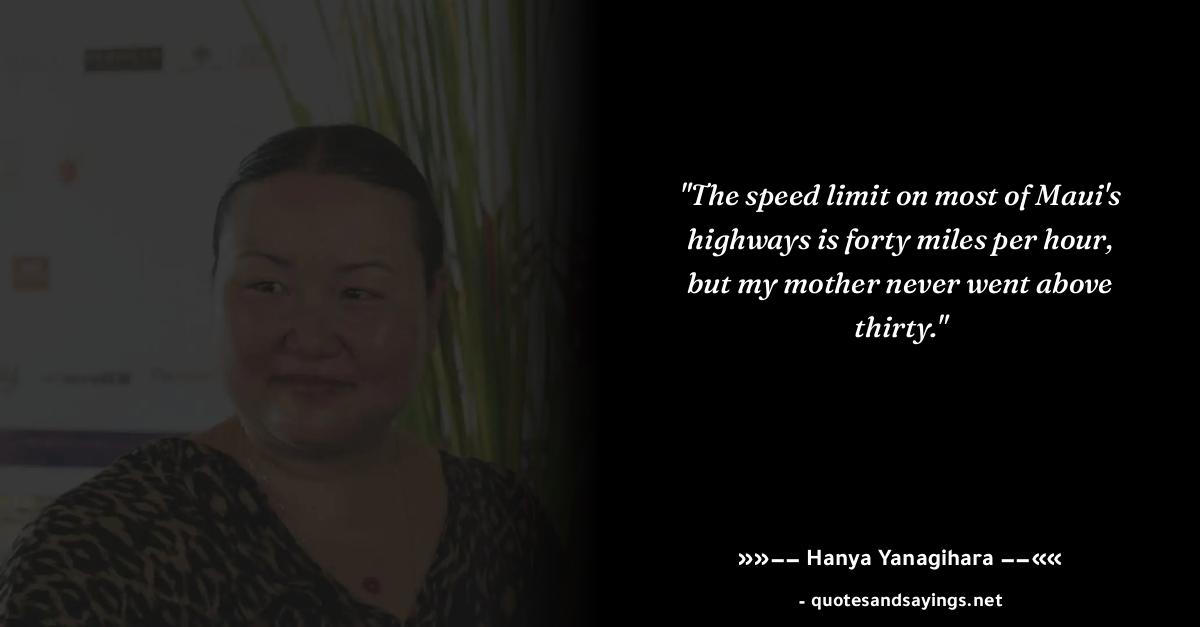 "The speed limit on most of Maui's
highways is forty miles per hour,
but my mother never went above
thirty."
»»–– Hanya Yanagihara ––««
- quotesandsayings.net